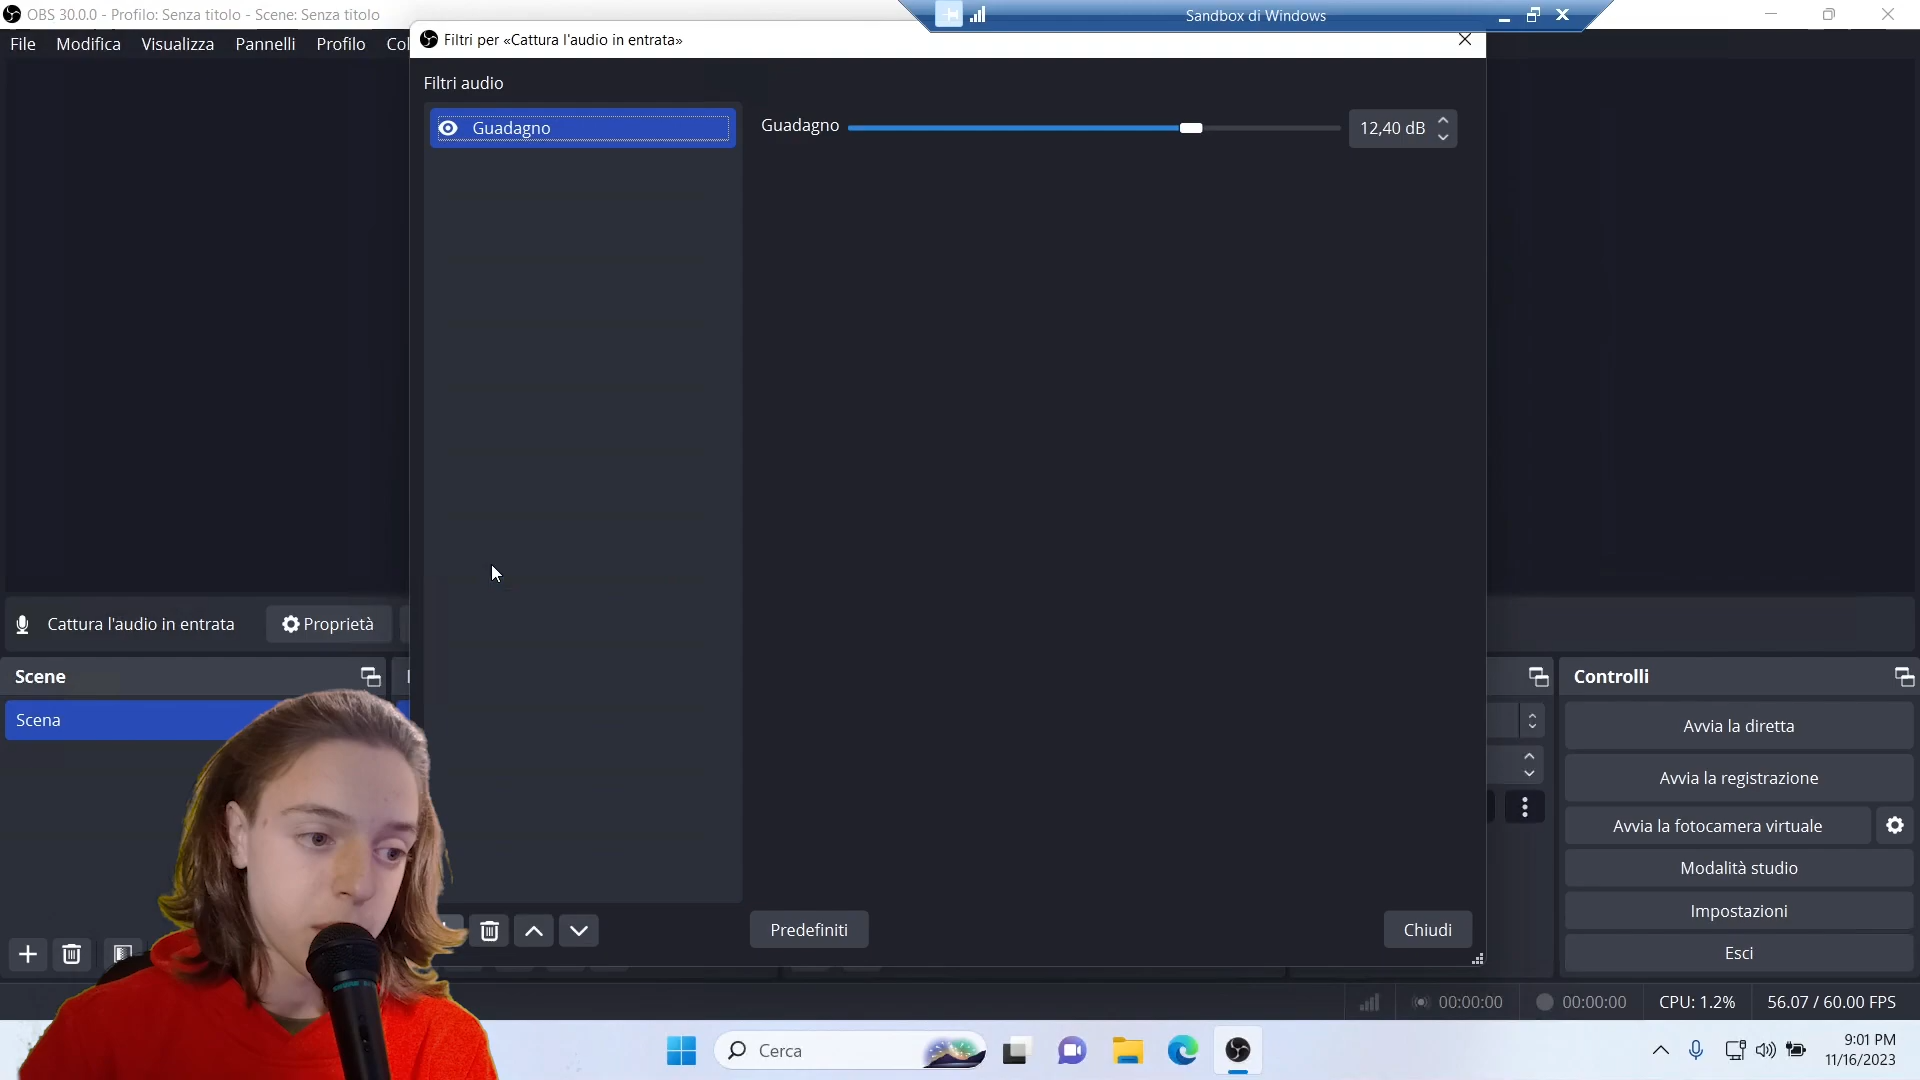 OBS 30.0.0 - Profilo: Senza titolo - Scene: Senza titolo
Sandbox di Windows
File Modifica Visualizza Pannelli Profilo
Filtri per «Cattura l'audio in entrata»
Filtri audio
Guadagno
Guadagno 12,40 dB
Cattura l'audio in entrata Proprietà
Scene
Controlli
Scena
Avvia la diretta
Avvia la registrazione
Avvia la fotocamera virtuale
Modalità studio
Impostazioni
Esci
Predefiniti
Chiudi
00:00:00 00:00:00 CPU: 1.2% 56.07 / 60.00 FPS
Cerca
9:01 PM
11/16/2023